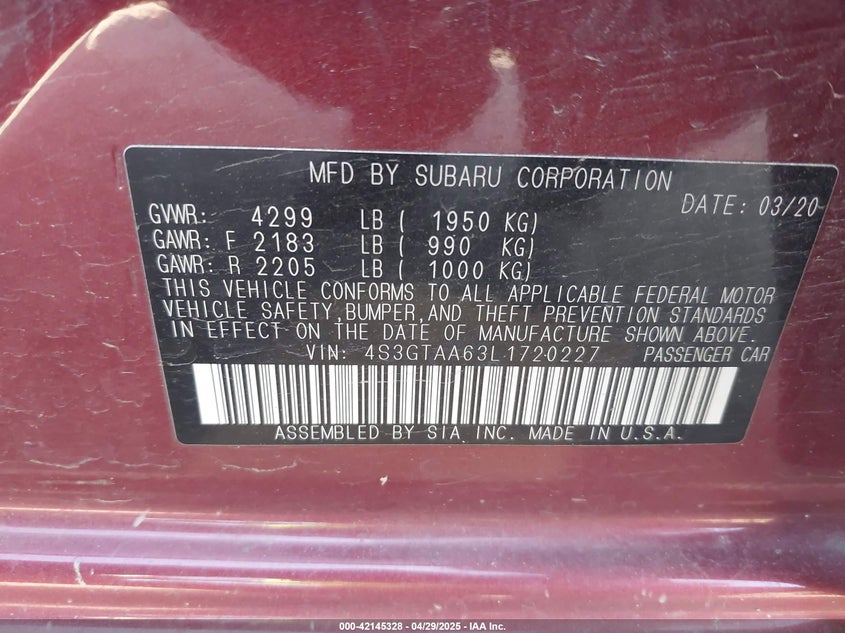 MFD BY SUBARU CORPORATION
DATE: 03/20
GVWR: 4299 LB ( 1950 KG)
GAWR: F 2183 LB ( 990 KG)
GAWR: R 2205 LB ( 1000 KG)
THIS VEHICLE CONFORMS TO ALL APPLICABLE FEDERAL MOTOR
VEHICLE SAFETY,BUMPER,AND THEFT PREVENTION STANDARDS
IN EFFECT ON THE DATE OF MANUFACTURE SHOWN ABOVE.
VIN: 4S3GTAA63L1720227 PASSENGER CAR
ASSEMBLED BY SIA,INC. MADE IN U.S.A.
000-42145328 - 04/29/2025 - IAA Inc.